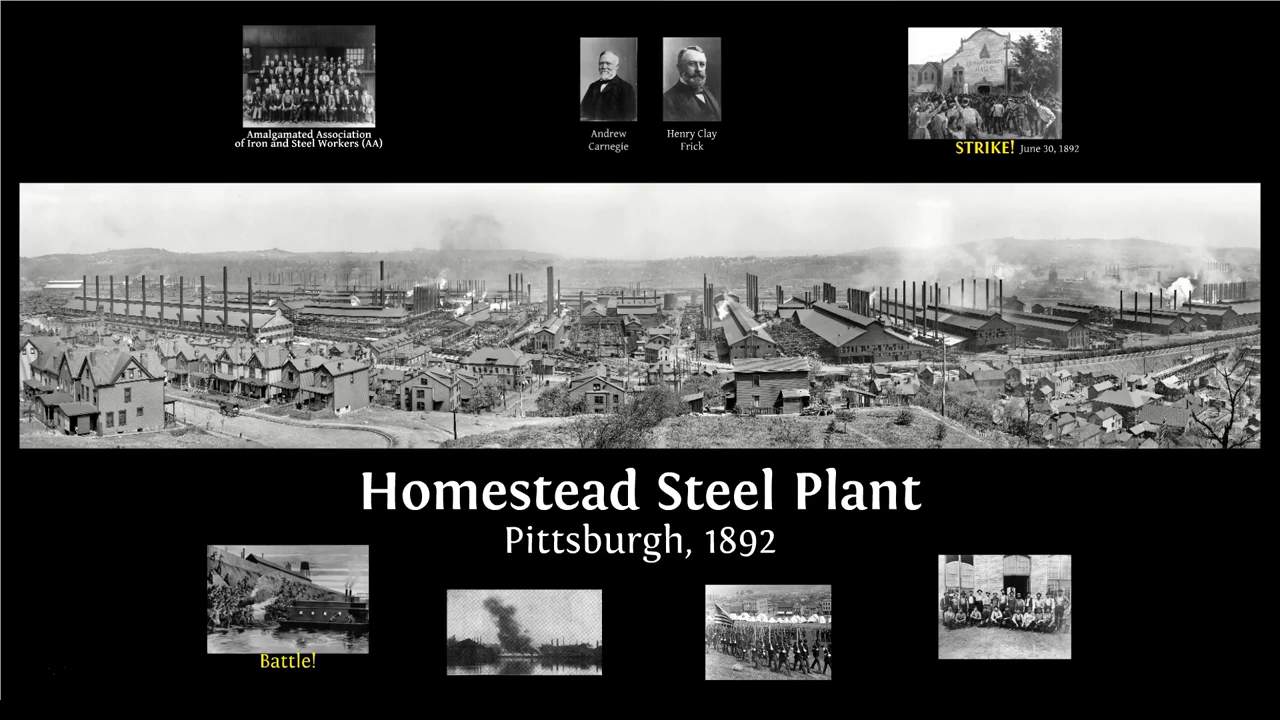 Amalgamated Association
of Iron and Steel Workers (AA)
Andrew
Carnegie
Henry Clay
Frick
STRIKE! June 30, 1892
Homestead Steel Plant
Pittsburgh, 1892
Battle!